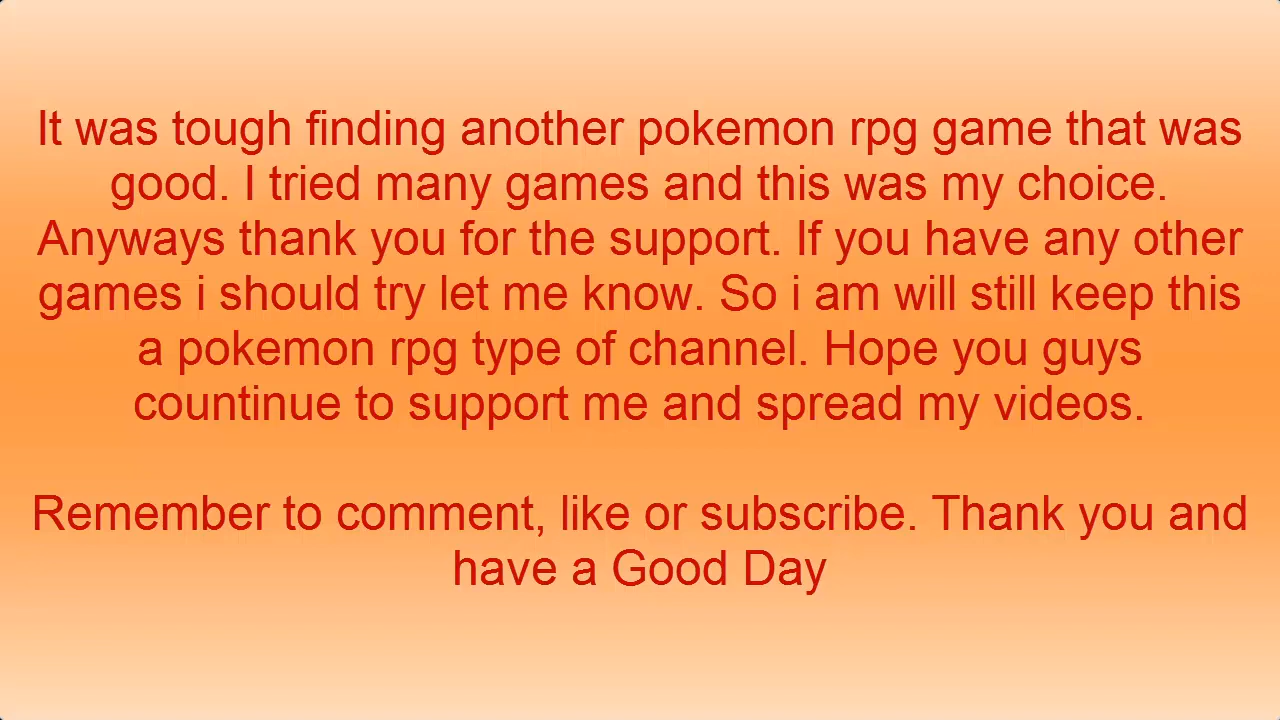 It was tough finding another pokemon rpg game that was
good. I tried many games and this was my choice.
Anyways thank you for the support. If you have any other
games i should try let me know. So i am will still keep this
a pokemon rpg type of channel. Hope you guys
countinue to support me and spread my videos.
Remember to comment, like or subscribe. Thank you and
have a Good Day